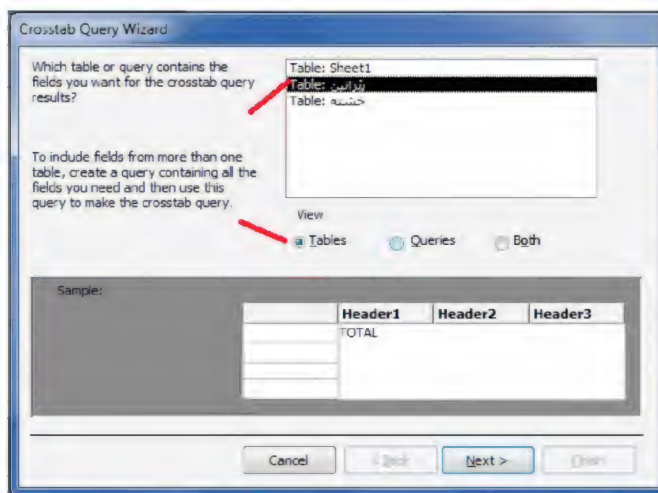 Crosstab Query Wizard
Which table or query contains the
fields you want for the crosstab query
results?
Table: Sheet1
Table: ژیرانین
Table: خشته
To include fields from more than one
table, create a query containing all the
fields you need and then use this
query to make the crosstab query.
View
Tables
Queries
Both
Sample:
Header1 Header2 Header3
TOTAL
Cancel
< Back
Next >
Finish